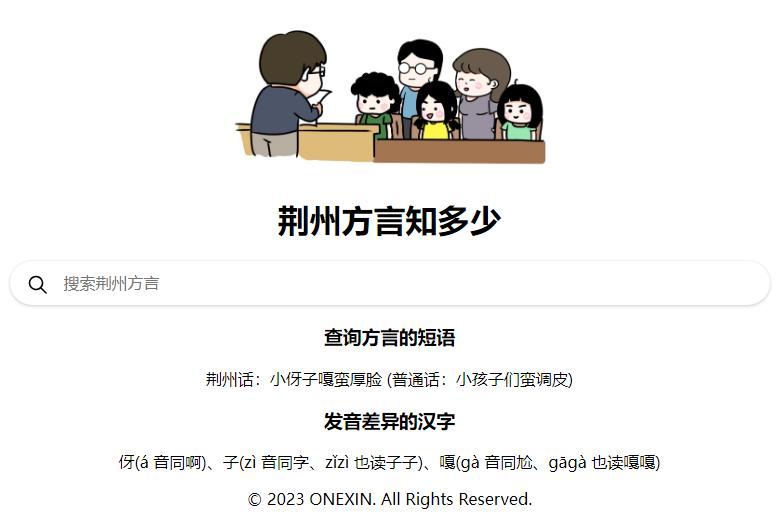 荆州方言知多少
搜索荆州方言
查询方言的短语
荆州话：小伢子嘎蛮厚脸 (普通话：小孩子们蛮调皮)
发音差异的汉字
伢(á 音同啊)、子(zì 音同字、zǐzì 也读子子)、嘎(gà 音同尬、gāgà 也读嘎嘎)
© 2023 ONEXIN. All Rights Reserved.